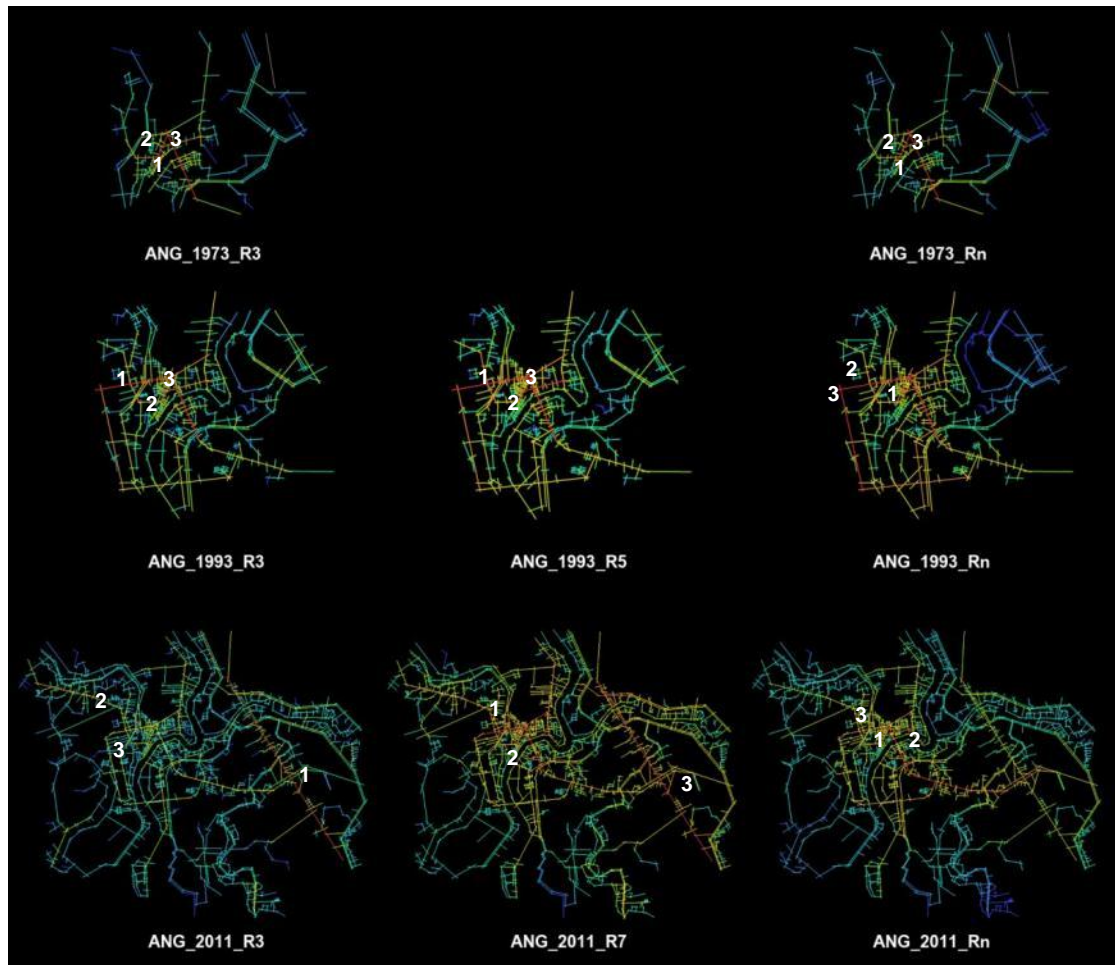 2 3 2 3
1 1
ANG_1973_R3 ANG_1973_Rn
1 3 1 3 2
2 2 3 1
ANG_1993_R3 ANG_1993_R5 ANG_1993_Rn
2 1 3
3 2 1 2
1 3
ANG_2011_R3 ANG_2011_R7 ANG_2011_Rn